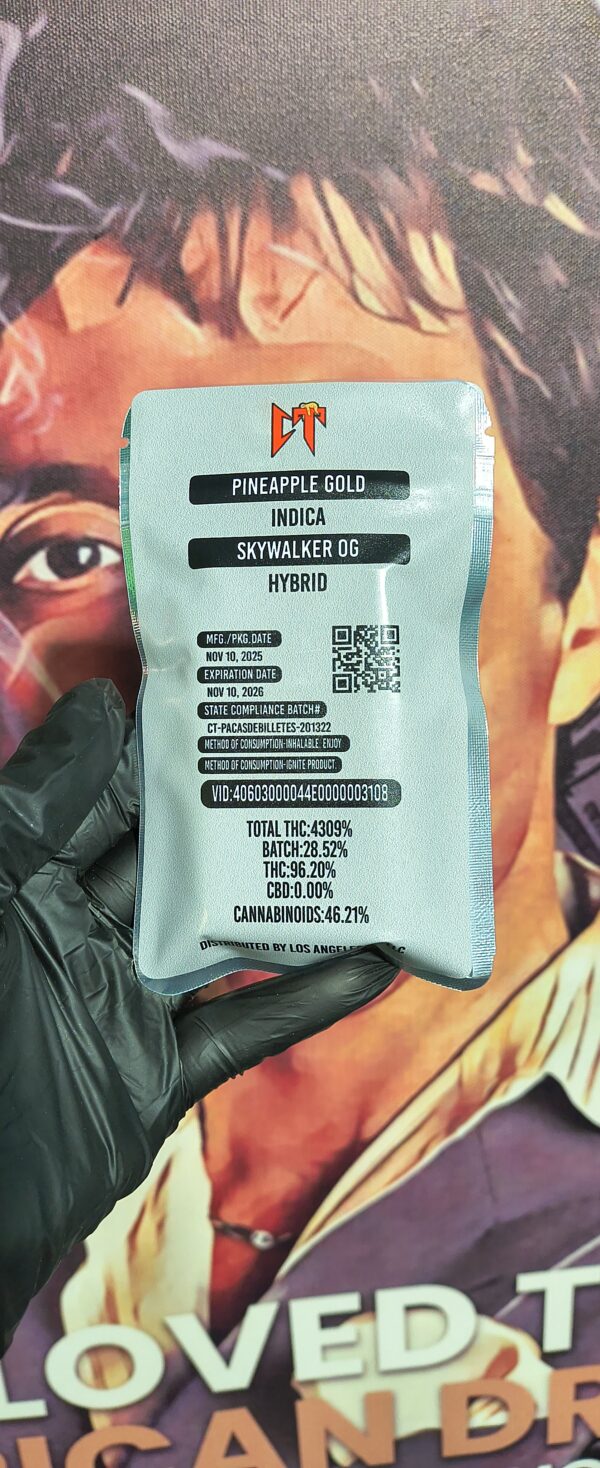 CT
PINEAPPLE GOLD
INDICA
SKYWALKER OG
HYBRID
MFG./PKG.DATE
NOV 10, 2025
EXPIRATION DATE
NOV 10, 2026
STATE COMPLIANCE BATCH#
CT-PACASDEBILLETES-201322
METHOD OF CONSUMPTION-INHALABLE. ENJOY
METHOD OF CONSUMPTION-IGNITE PRODUCT.
VID:40603000044E0000003108
TOTAL THC:4309%
BATCH:28.52%
THC:96.20%
CBD:0.00%
CANNABINOIDS:46.21%
DISTRIBUTED BY LOS ANGELES
LOVED T
ICAN DR